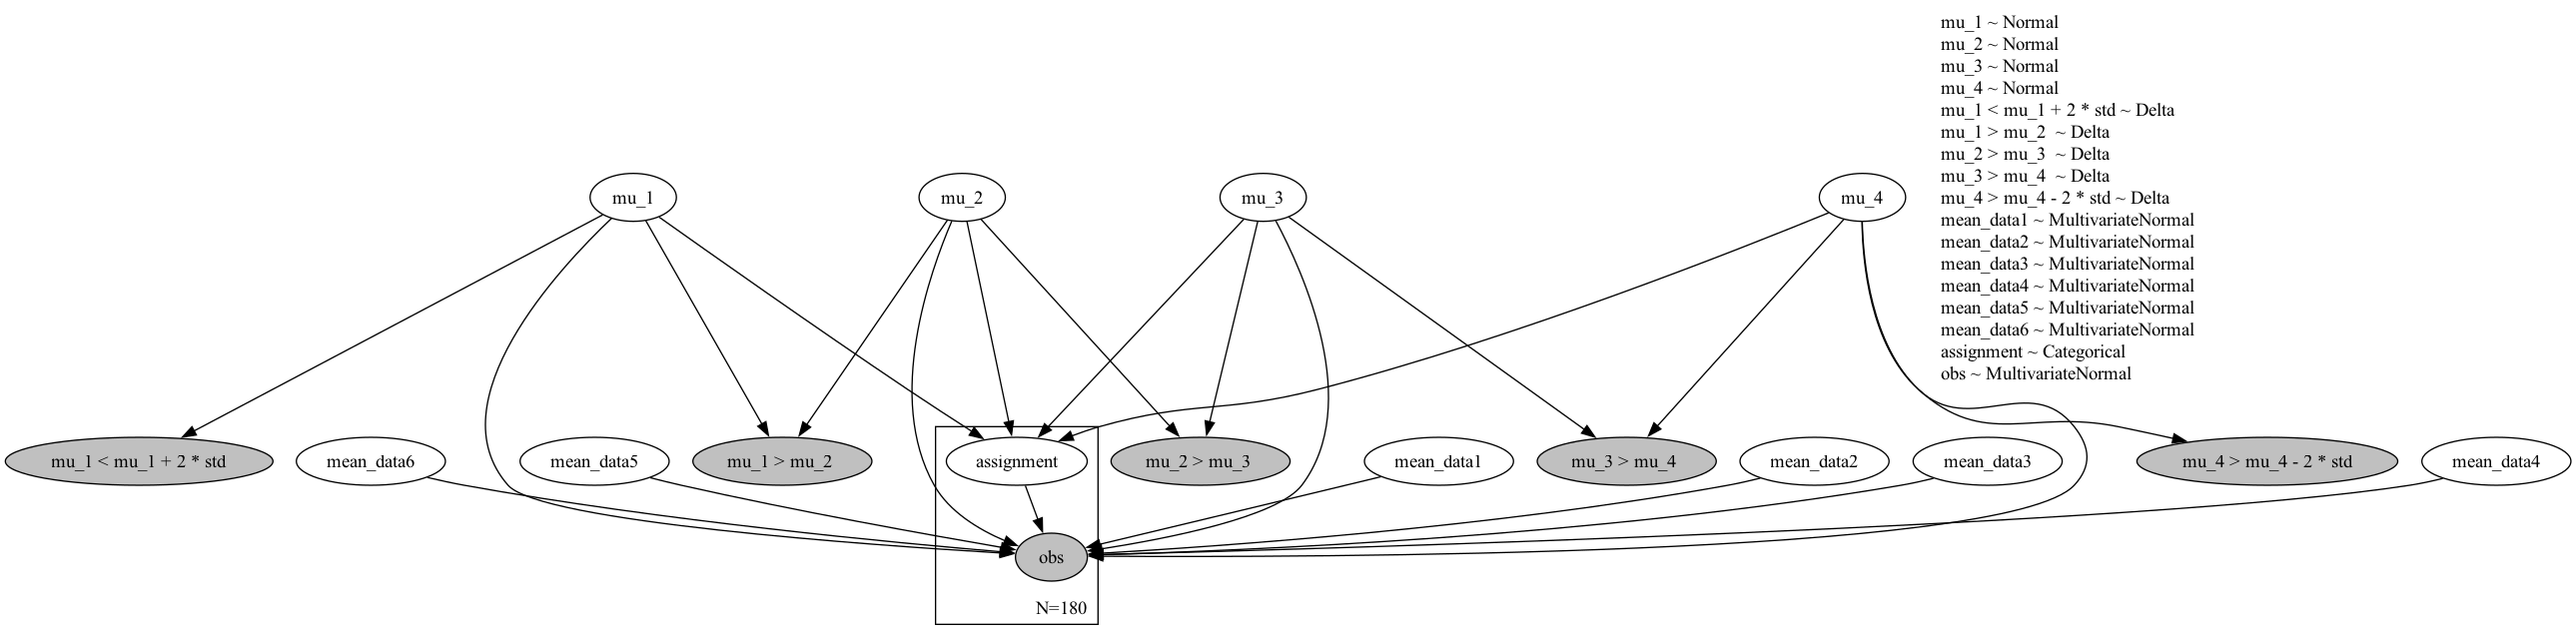 mu_1 ~ Normal
mu_2 ~ Normal
mu_3 ~ Normal
mu_4 ~ Normal
mu_1 < mu_1 + 2 * std ~ Delta
mu_1 > mu_2  ~ Delta
mu_2 > mu_3  ~ Delta
mu_3 > mu_4  ~ Delta
mu_4 > mu_4 - 2 * std ~ Delta
mean_data1 ~ MultivariateNormal
mean_data2 ~ MultivariateNormal
mean_data3 ~ MultivariateNormal
mean_data4 ~ MultivariateNormal
mean_data5 ~ MultivariateNormal
mean_data6 ~ MultivariateNormal
assignment ~ Categorical
obs ~ MultivariateNormal
mu_1
mu_2
mu_3
mu_4
mu_1 < mu_1 + 2 * std
mean_data6
mean_data5
mu_1 > mu_2
assignment
mu_2 > mu_3
mean_data1
mu_3 > mu_4
mean_data2
mean_data3
mu_4 > mu_4 - 2 * std
mean_data4
obs
N=180